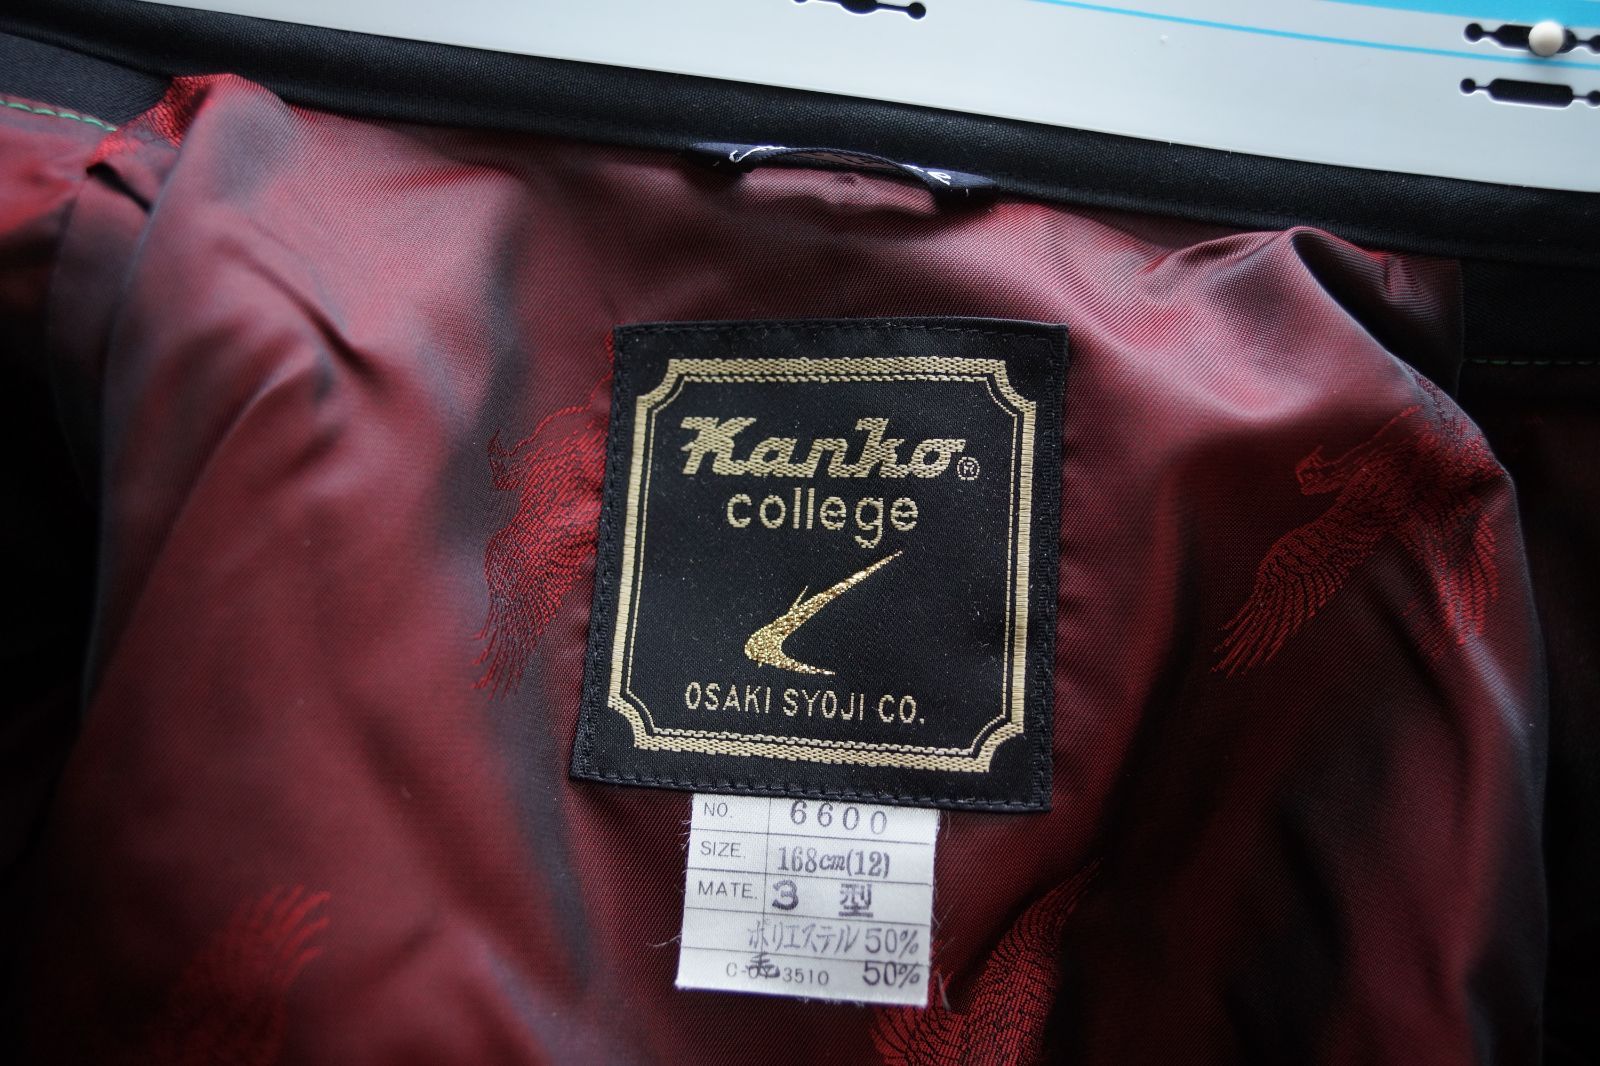 Kanko®
college
OSAKI SYOJI CO.
NO. 6600
SIZE. 168cm(12)
MATE. 3 型
ポリエステル 50%
毛 50%
C-OY-3510